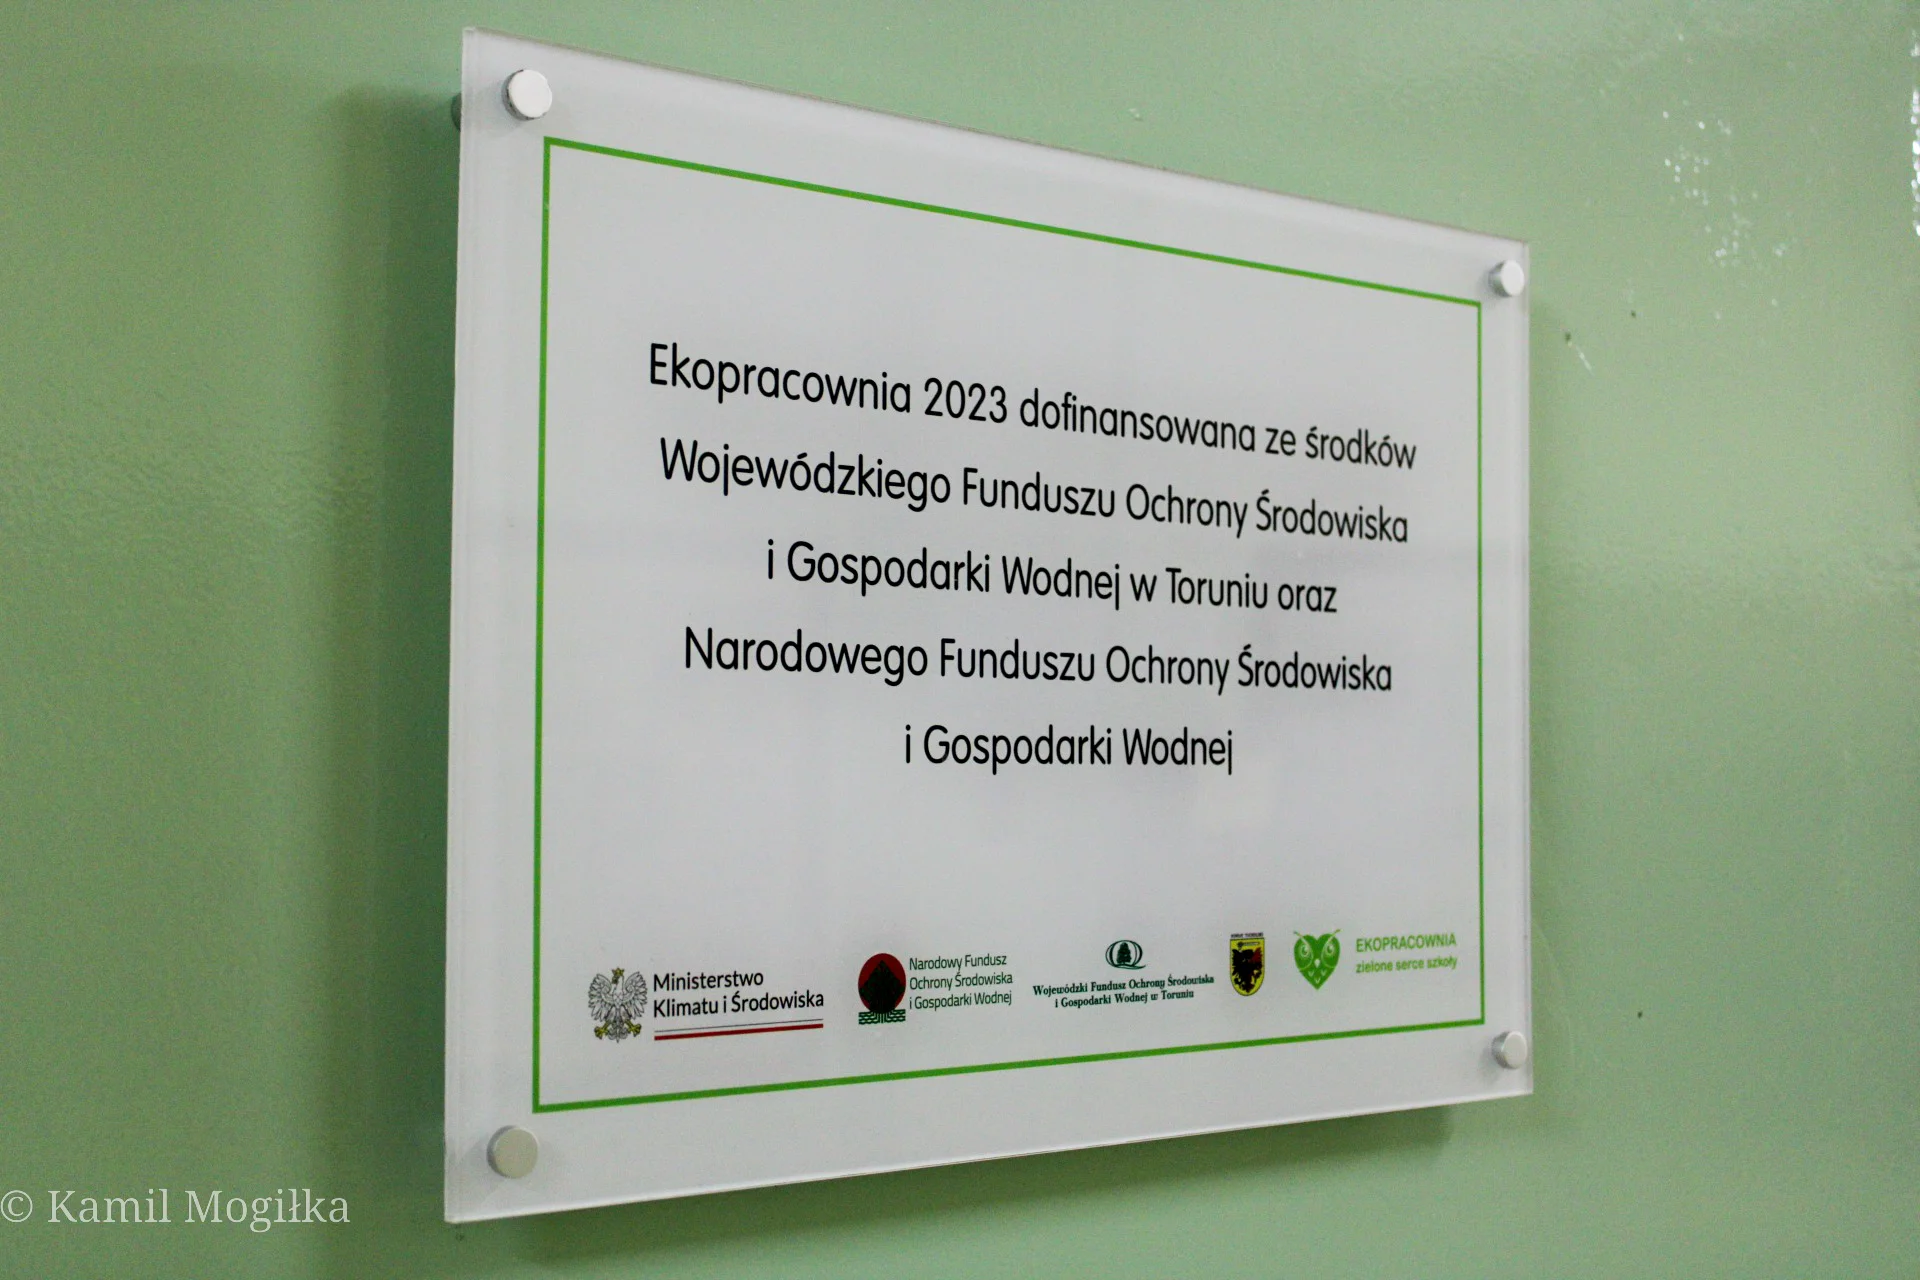 Ekopracownia 2023 dofinansowana ze środków
Wojewódzkiego Funduszu Ochrony Środowiska
i Gospodarki Wodnej w Toruniu oraz
Narodowego Funduszu Ochrony Środowiska
i Gospodarki Wodnej
Ministerstwo
Klimatu i Środowiska
Narodowy Fundusz
Ochrony Środowiska
i Gospodarki Wodnej
Wojewódzki Fundusz Ochrony Środowiska
i Gospodarki Wodnej w Toruniu
EKOPRACOWNIA
zielone serce szkoły
© Kamil Mogiłka